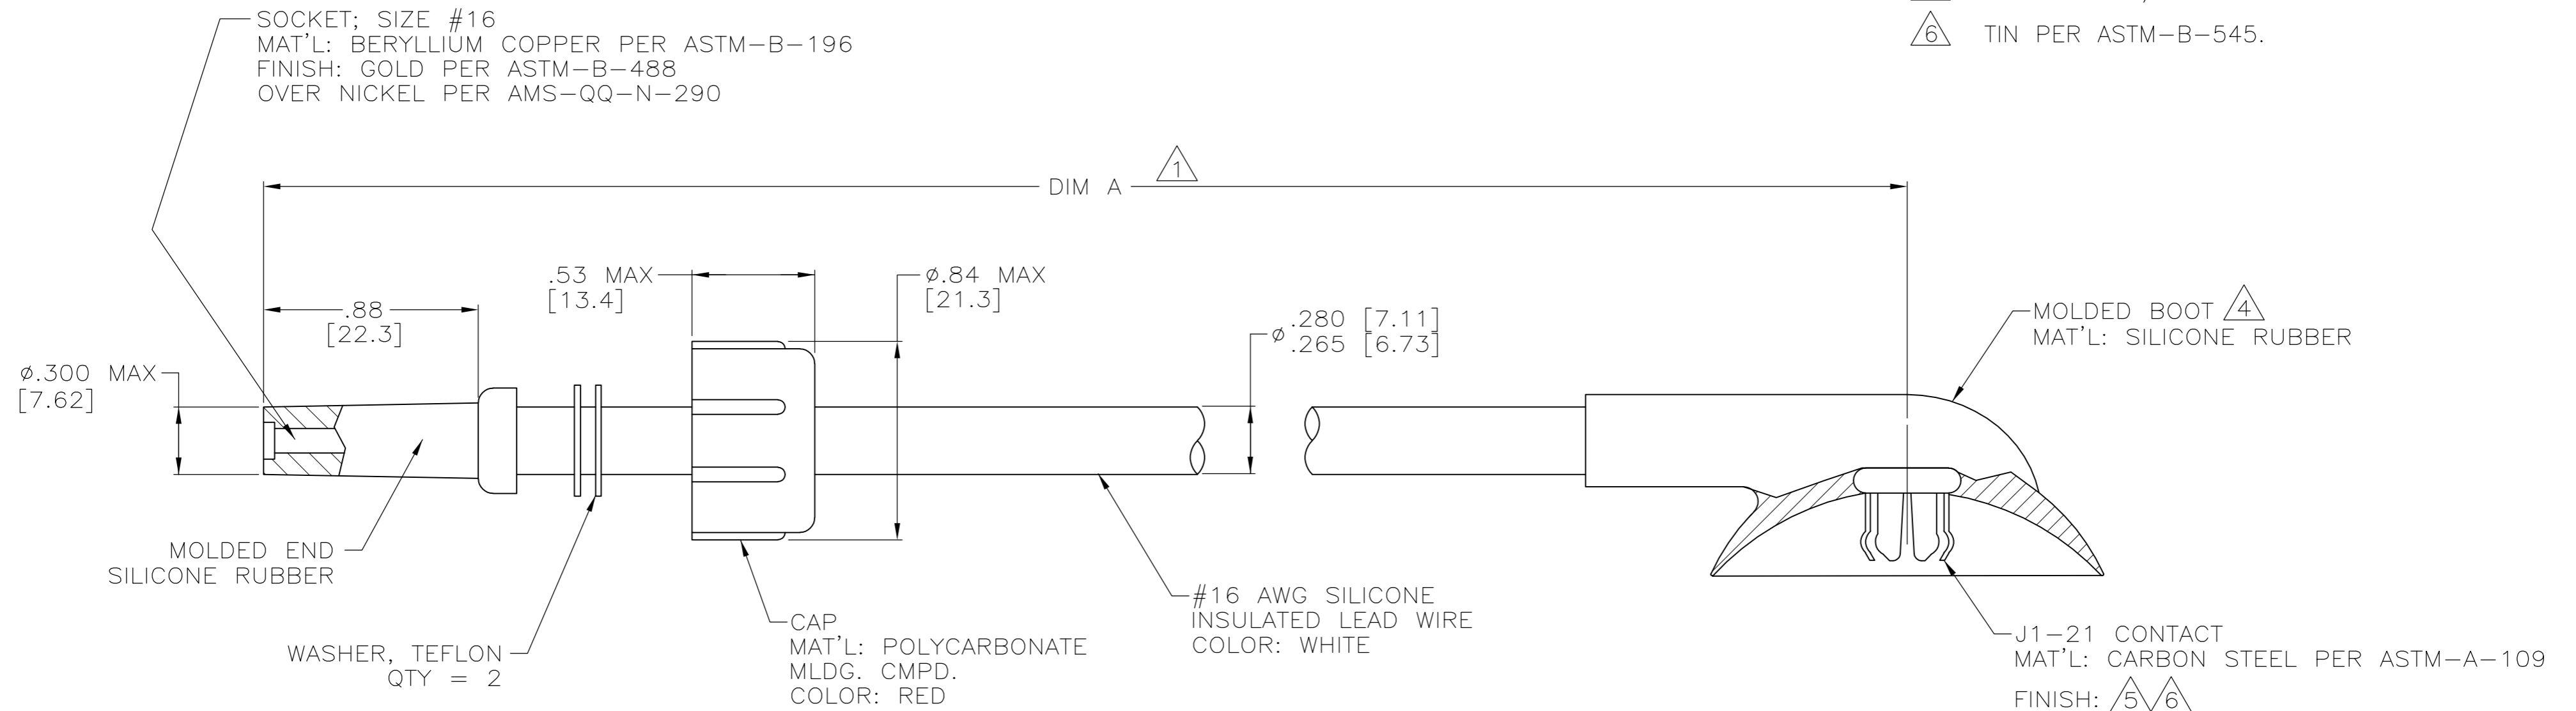 SOCKET; SIZE #16
MAT'L: BERYLLIUM COPPER PER ASTM-B-196
FINISH: GOLD PER ASTM-B-488
OVER NICKEL PER AMS-QQ-N-290
6 TIN PER ASTM-B-545.
DIM A 1
.53 MAX
[13.4]
ø.84 MAX
[21.3]
.88
[22.3]
ø.300 MAX
[7.62]
ø .280 [7.11]
.265 [6.73]
MOLDED BOOT 4
MAT'L: SILICONE RUBBER
MOLDED END
SILICONE RUBBER
WASHER, TEFLON
QTY = 2
CAP
MAT'L: POLYCARBONATE
MLDG. CMPD.
COLOR: RED
#16 AWG SILICONE
INSULATED LEAD WIRE
COLOR: WHITE
J1-21 CONTACT
MAT'L: CARBON STEEL PER ASTM-A-109
FINISH: 5 6